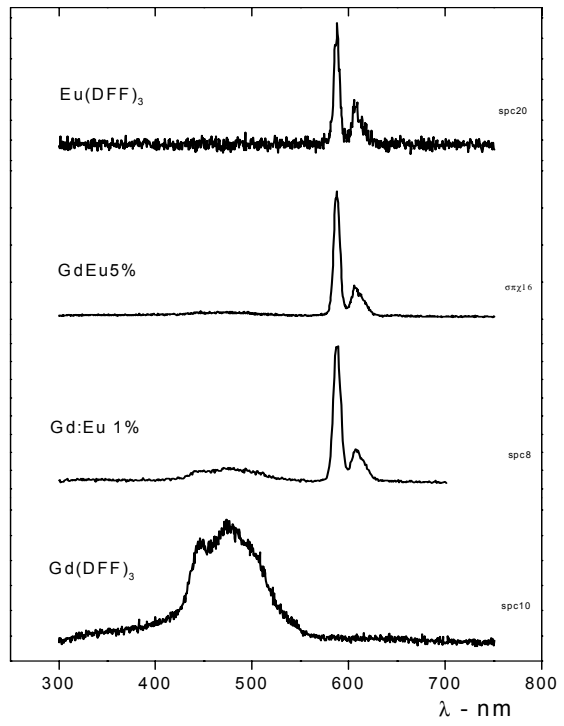 Eu(DFF)₃
spc20
GdEu5%
σπχ16
Gd:Eu 1%
spc8
Gd(DFF)₃
spc10
300 400 500 600 700 800
λ - nm